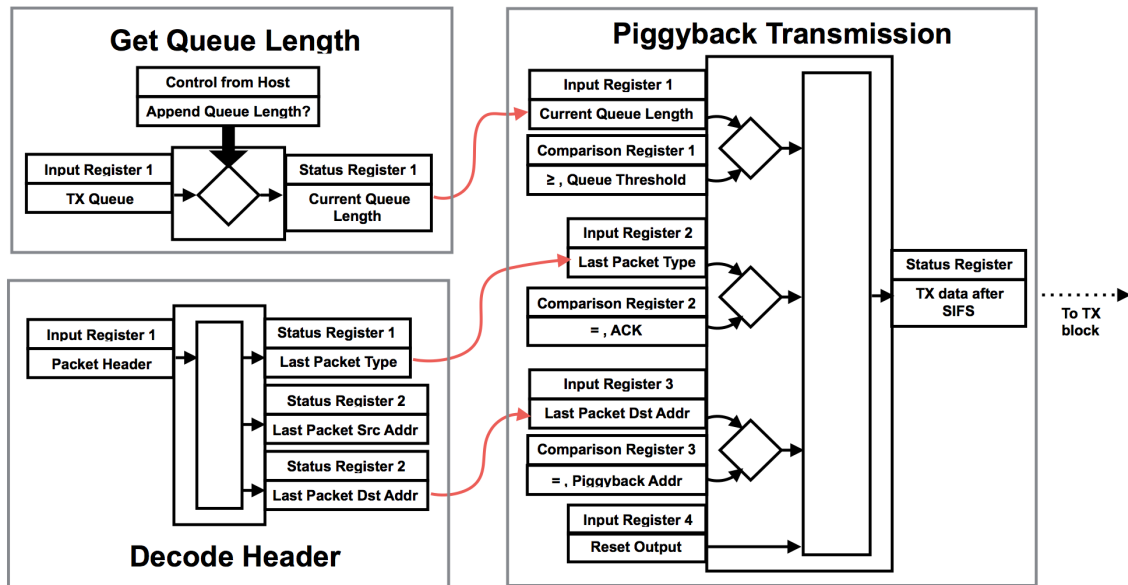 Get Queue Length
Control from Host
Append Queue Length?
Input Register 1
TX Queue
Status Register 1
Current Queue
Length
Decode Header
Input Register 1
Packet Header
Status Register 1
Last Packet Type
Status Register 2
Last Packet Src Addr
Status Register 2
Last Packet Dst Addr
Piggyback Transmission
Input Register 1
Current Queue Length
Comparison Register 1
≥ , Queue Threshold
Input Register 2
Last Packet Type
Comparison Register 2
= , ACK
Input Register 3
Last Packet Dst Addr
Comparison Register 3
= , Piggyback Addr
Input Register 4
Reset Output
Status Register
TX data after
SIFS
To TX
block